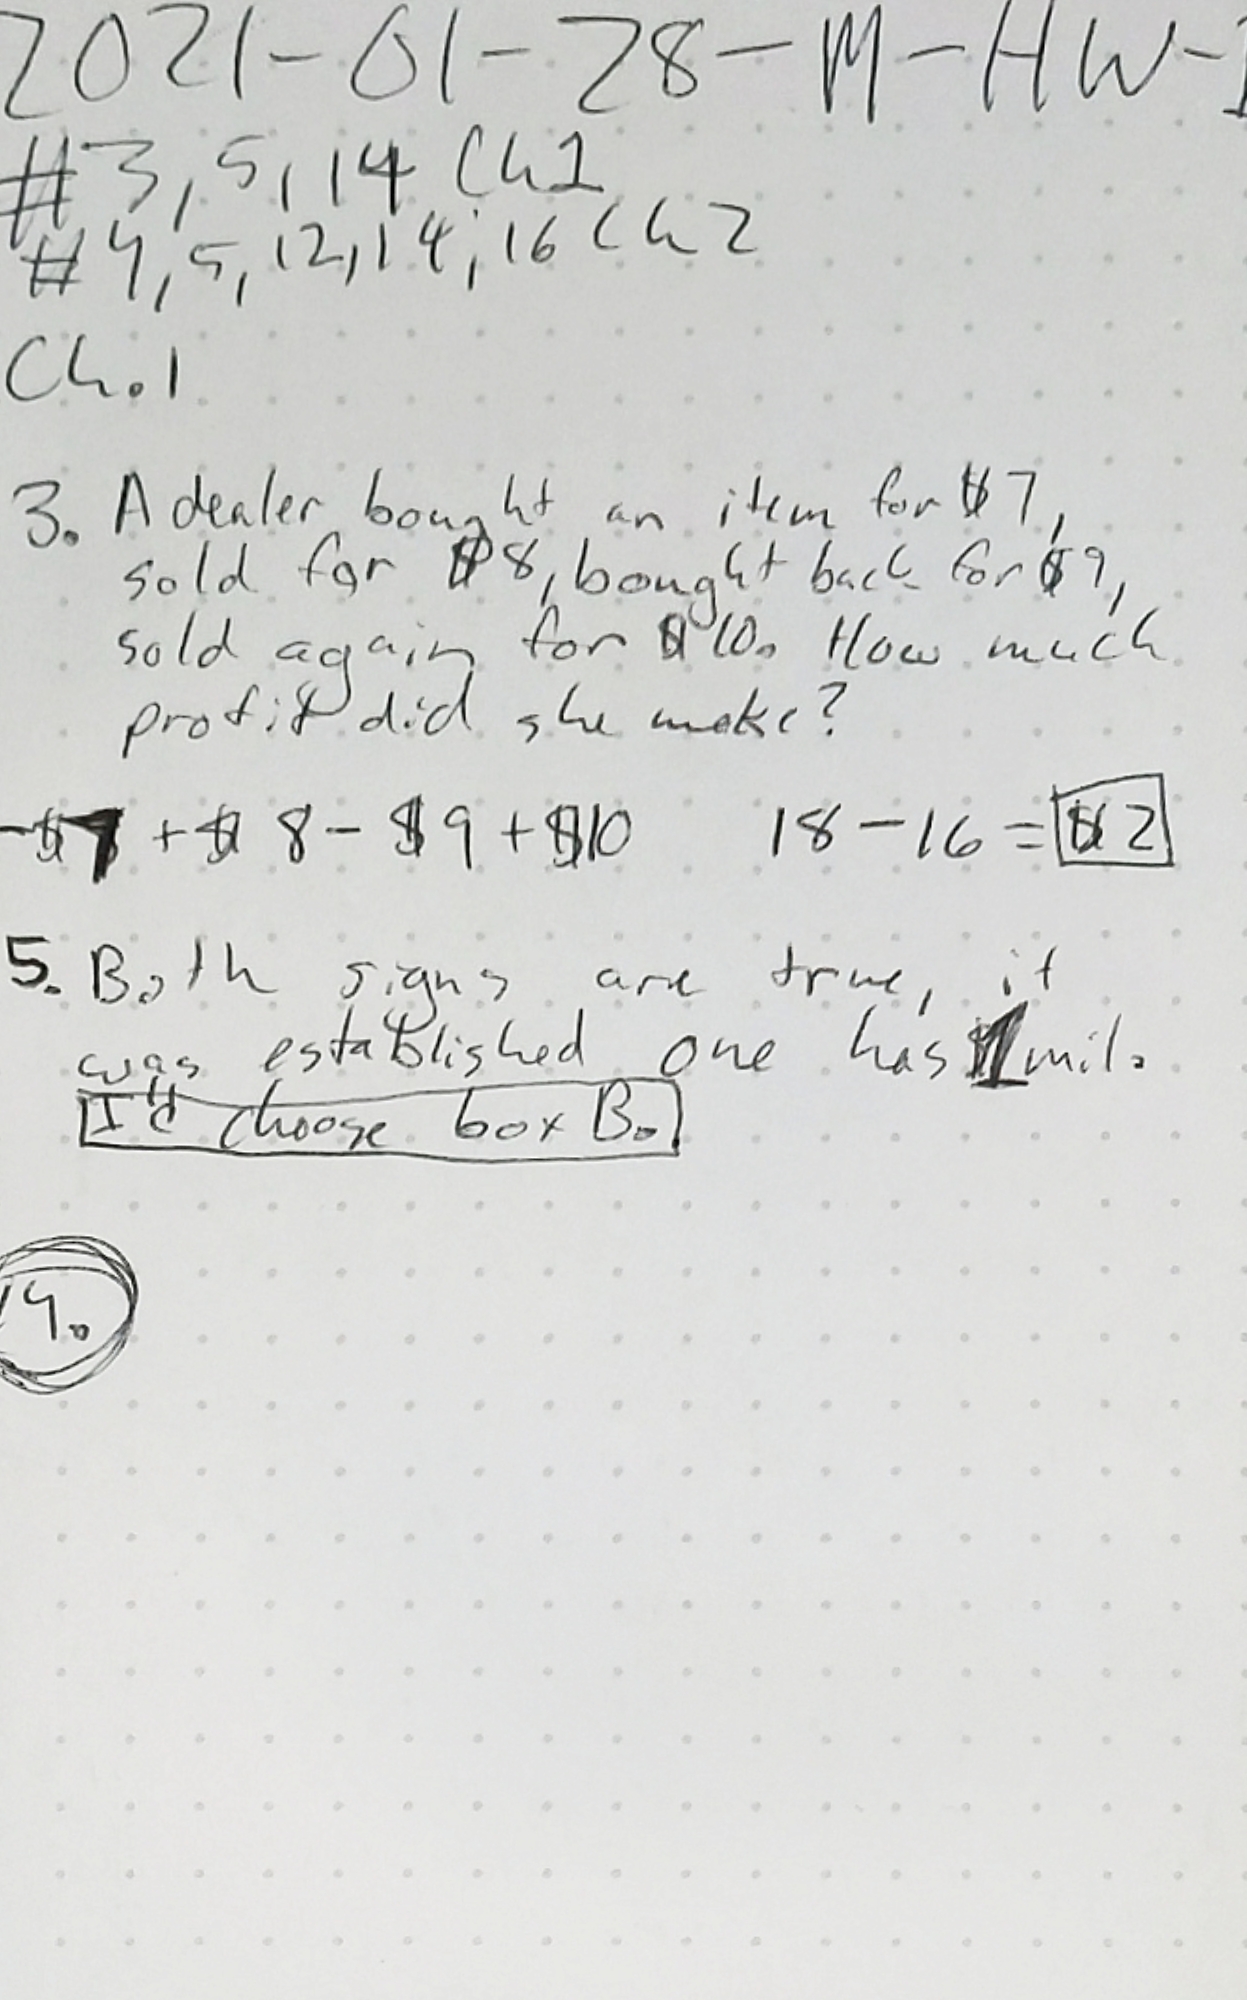 2021-01-28-M-HW-1
#3,5,14 Ch1
#4,5,12,14,16 Ch2
Ch.1
3. A dealer bought an item for $7,
sold for $8, bought back for $9,
sold again for $10. How much
profit did she make?
-$7 + $8 - $9 + $10 18 - 16 = $2
5. Both signs are true, it
was established one has 1 mil.
I'd choose box B.
14.